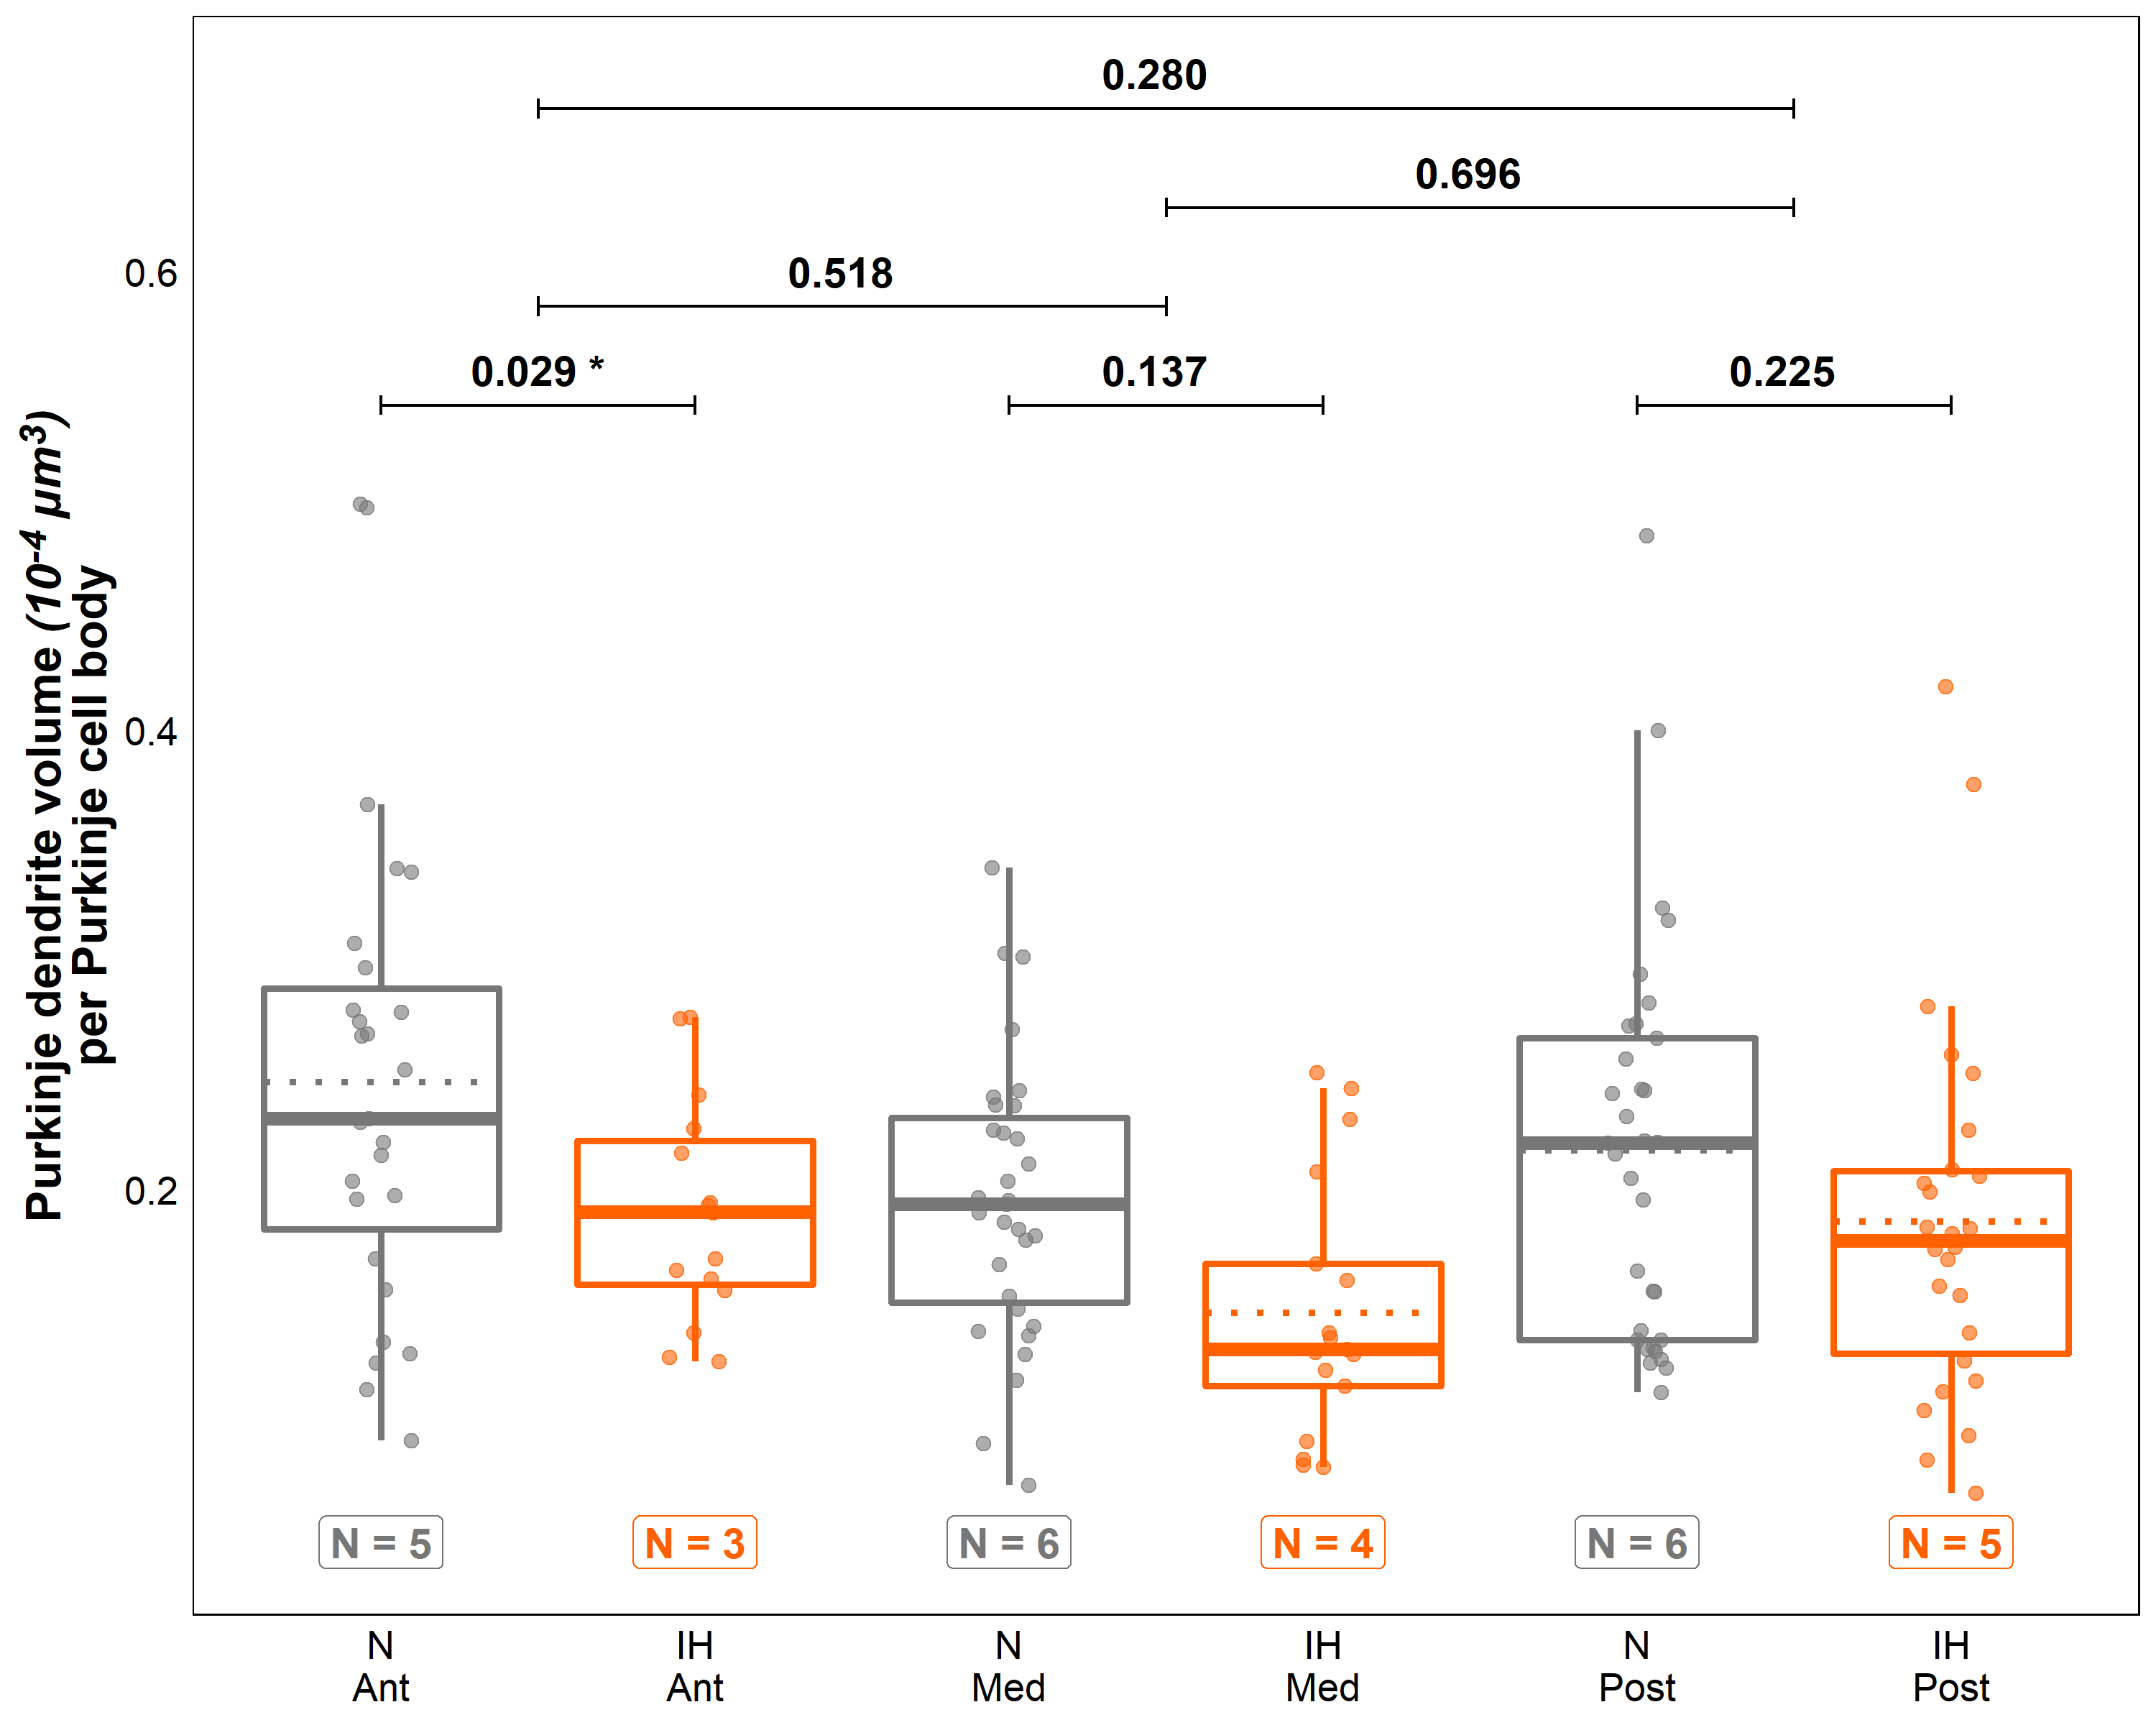 0.280
0.696
0.518
0.029 *
0.137
0.225
Purkinje dendrite volume (10⁻⁴ µm³)
per Purkinje cell body
0.6
0.4
0.2
N = 5
N = 3
N = 6
N = 4
N = 6
N = 5
N
Ant
IH
Ant
N
Med
IH
Med
N
Post
IH
Post